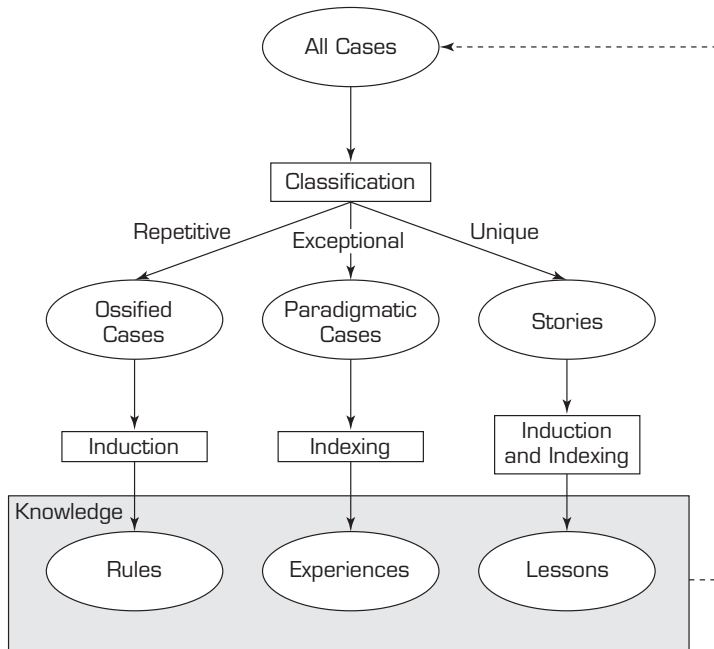 All Cases
Classification
Repetitive
Exceptional
Unique
Ossified
Cases
Paradigmatic
Cases
Stories
Induction
Indexing
Induction
and Indexing
Knowledge
Rules
Experiences
Lessons